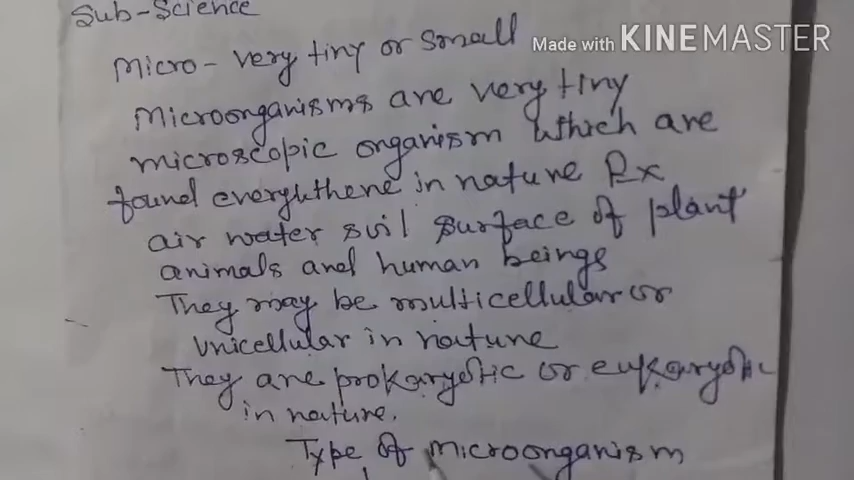 Sub-Science
Made with KINEMASTER
Micro - very tiny or small
Microorganisms are very tiny
microscopic organism which are
found everywhere in nature Ex
air water soil surface of plant
animals and human beings
They may be multicellular or
unicellular in nature
They are prokaryotic or eukaryotic
in nature.
Type of microorganism